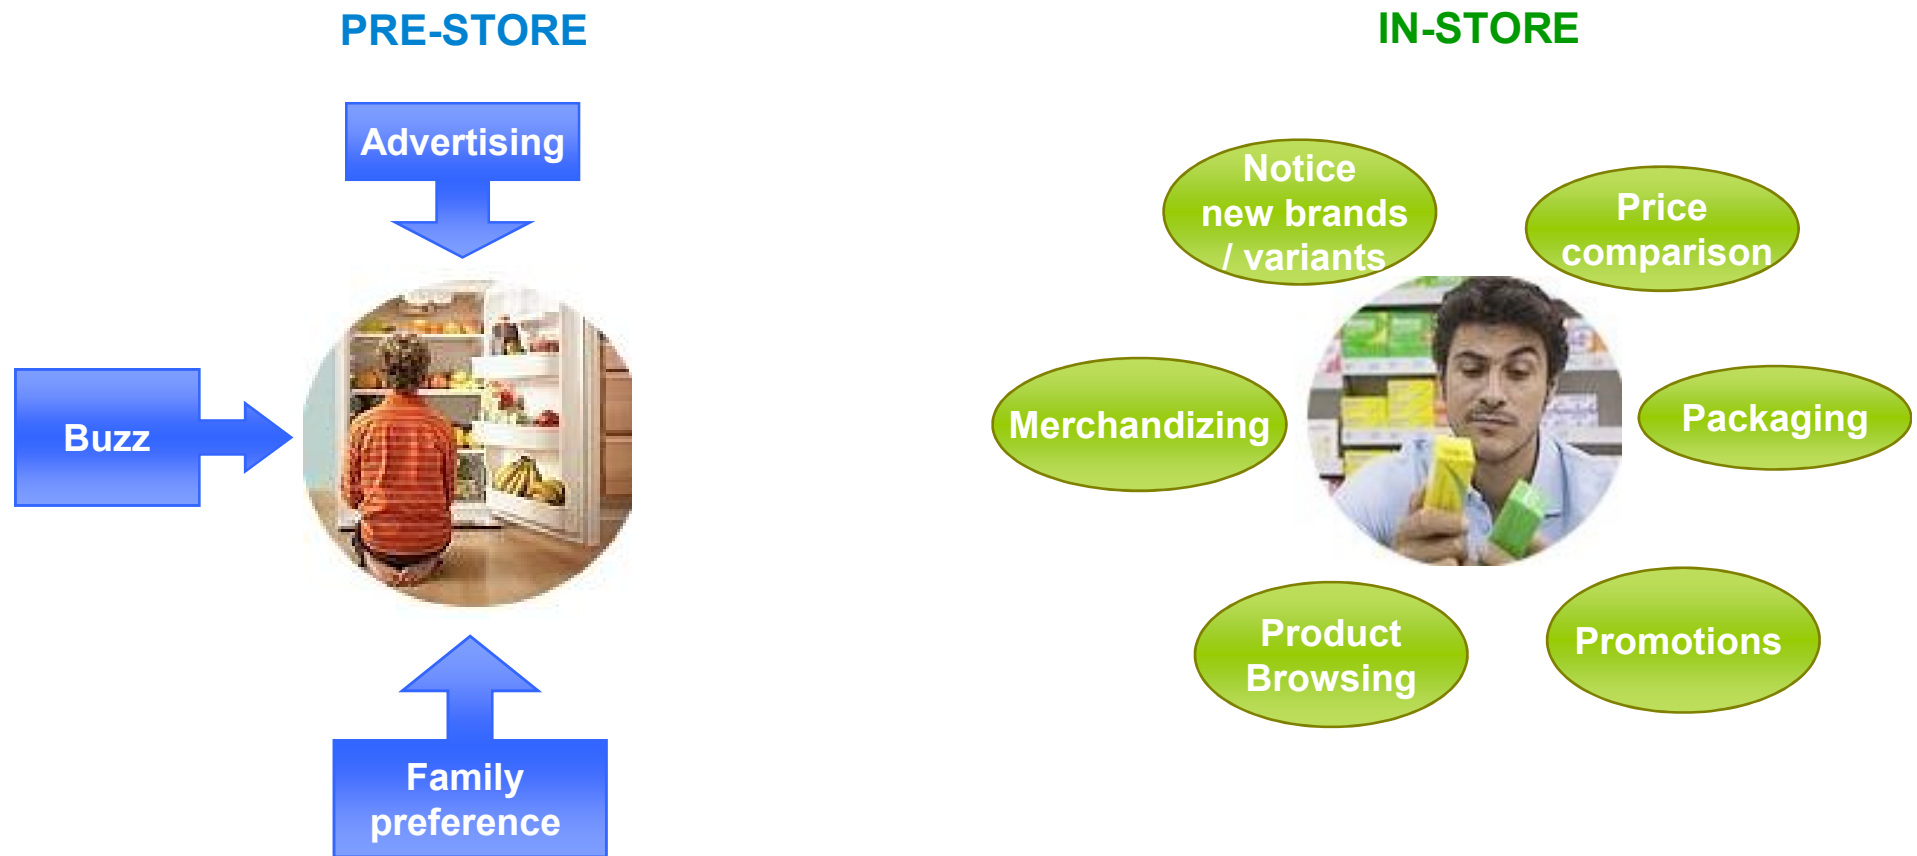 PRE-STORE
Advertising
Buzz
Family
preference
IN-STORE
Notice
new brands
/ variants
Price
comparison
Merchandizing
Packaging
Product
Browsing
Promotions